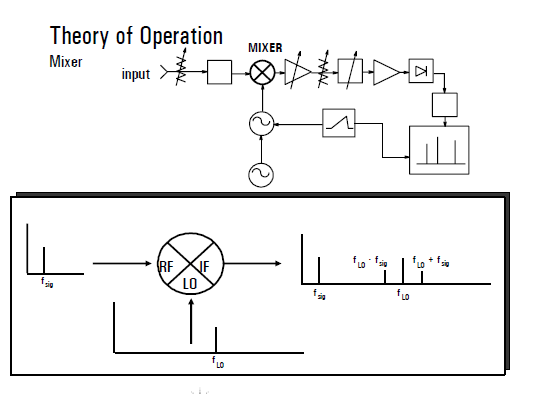 Theory of Operation
Mixer
MIXER
input
RF
IF
LO
f sig
f LO
f sig
f LO - f sig
f LO
f LO + f sig